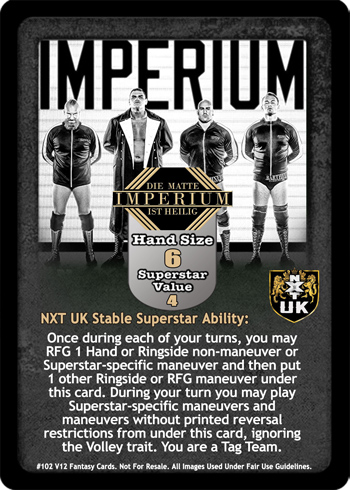 IMPERIUM
DIE MATTE
IMPERIUM
IST HEILIG
Hand Size
6
Superstar
Value
4
NXT
UK
NXT UK Stable Superstar Ability:
Once during each of your turns, you may
RFG 1 Hand or Ringside non-maneuver or
Superstar-specific maneuver and then put
1 other Ringside or RFG maneuver under
this card. During your turn you may play
Superstar-specific maneuvers and
maneuvers without printed reversal
restrictions from under this card, ignoring
the Volley trait. You are a Tag Team.
#102 V12 Fantasy Cards. Not For Resale. All Images Used Under Fair Use Guidelines.